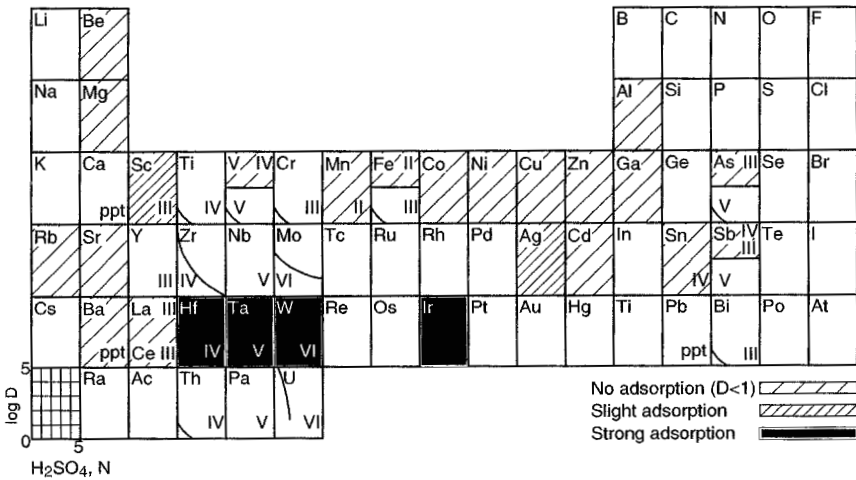 Li Be B C N O F
Na Mg Al Si P S Cl
K Ca Sc Ti V IV Cr Mn Fe II Co Ni Cu Zn Ga Ge As III Se Br
ppt III IV V III II III V
Rb Sr Y Zr Nb Mo Tc Ru Rh Pd Ag Cd In Sn Sb IV Te I
III
III IV V VI IV V
Cs Ba La III Hf Ta W Re Os Ir Pt Au Hg Ti Pb Bi Po At
ppt Ce III IV V VI ppt III
5 Ra Ac Th Pa U
log D
IV V VI
0 5
H2SO4, N
No adsorption (D<1)
Slight adsorption
Strong adsorption